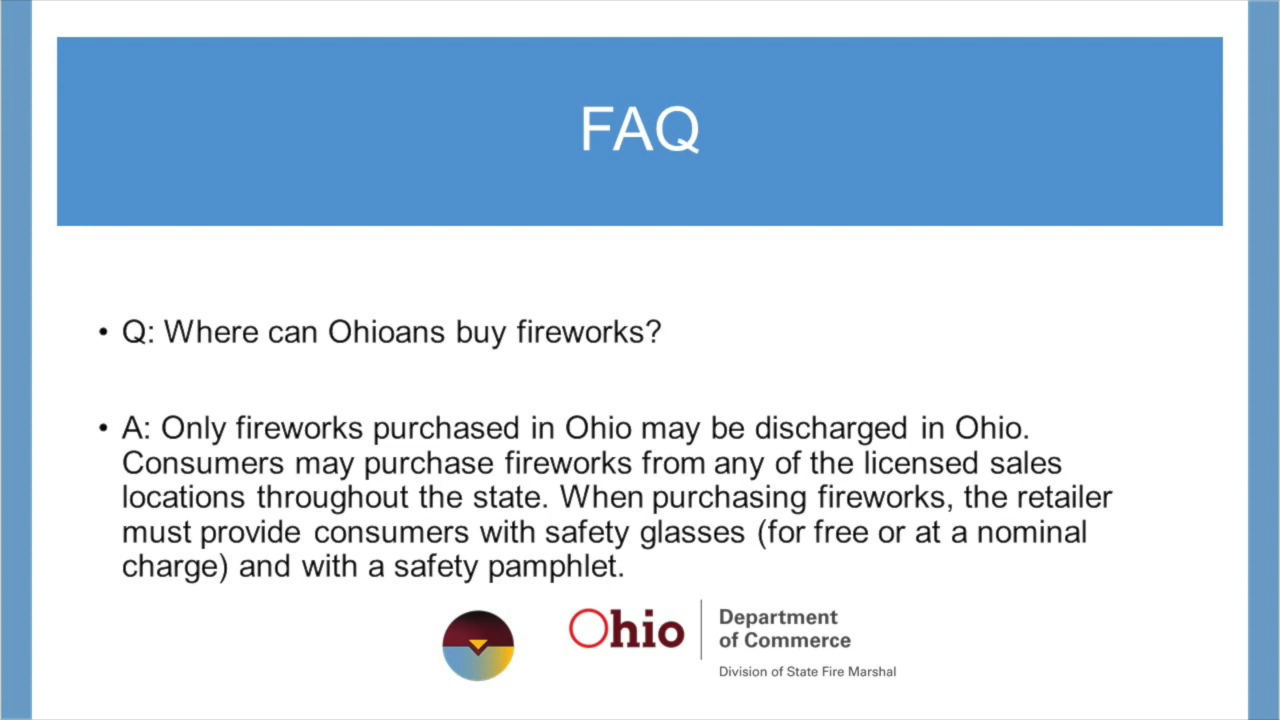 FAQ
• Q: Where can Ohioans buy fireworks?
• A: Only fireworks purchased in Ohio may be discharged in Ohio.
Consumers may purchase fireworks from any of the licensed sales
locations throughout the state. When purchasing fireworks, the retailer
must provide consumers with safety glasses (for free or at a nominal
charge) and with a safety pamphlet.
Ohio
Department
of Commerce
Division of State Fire Marshal